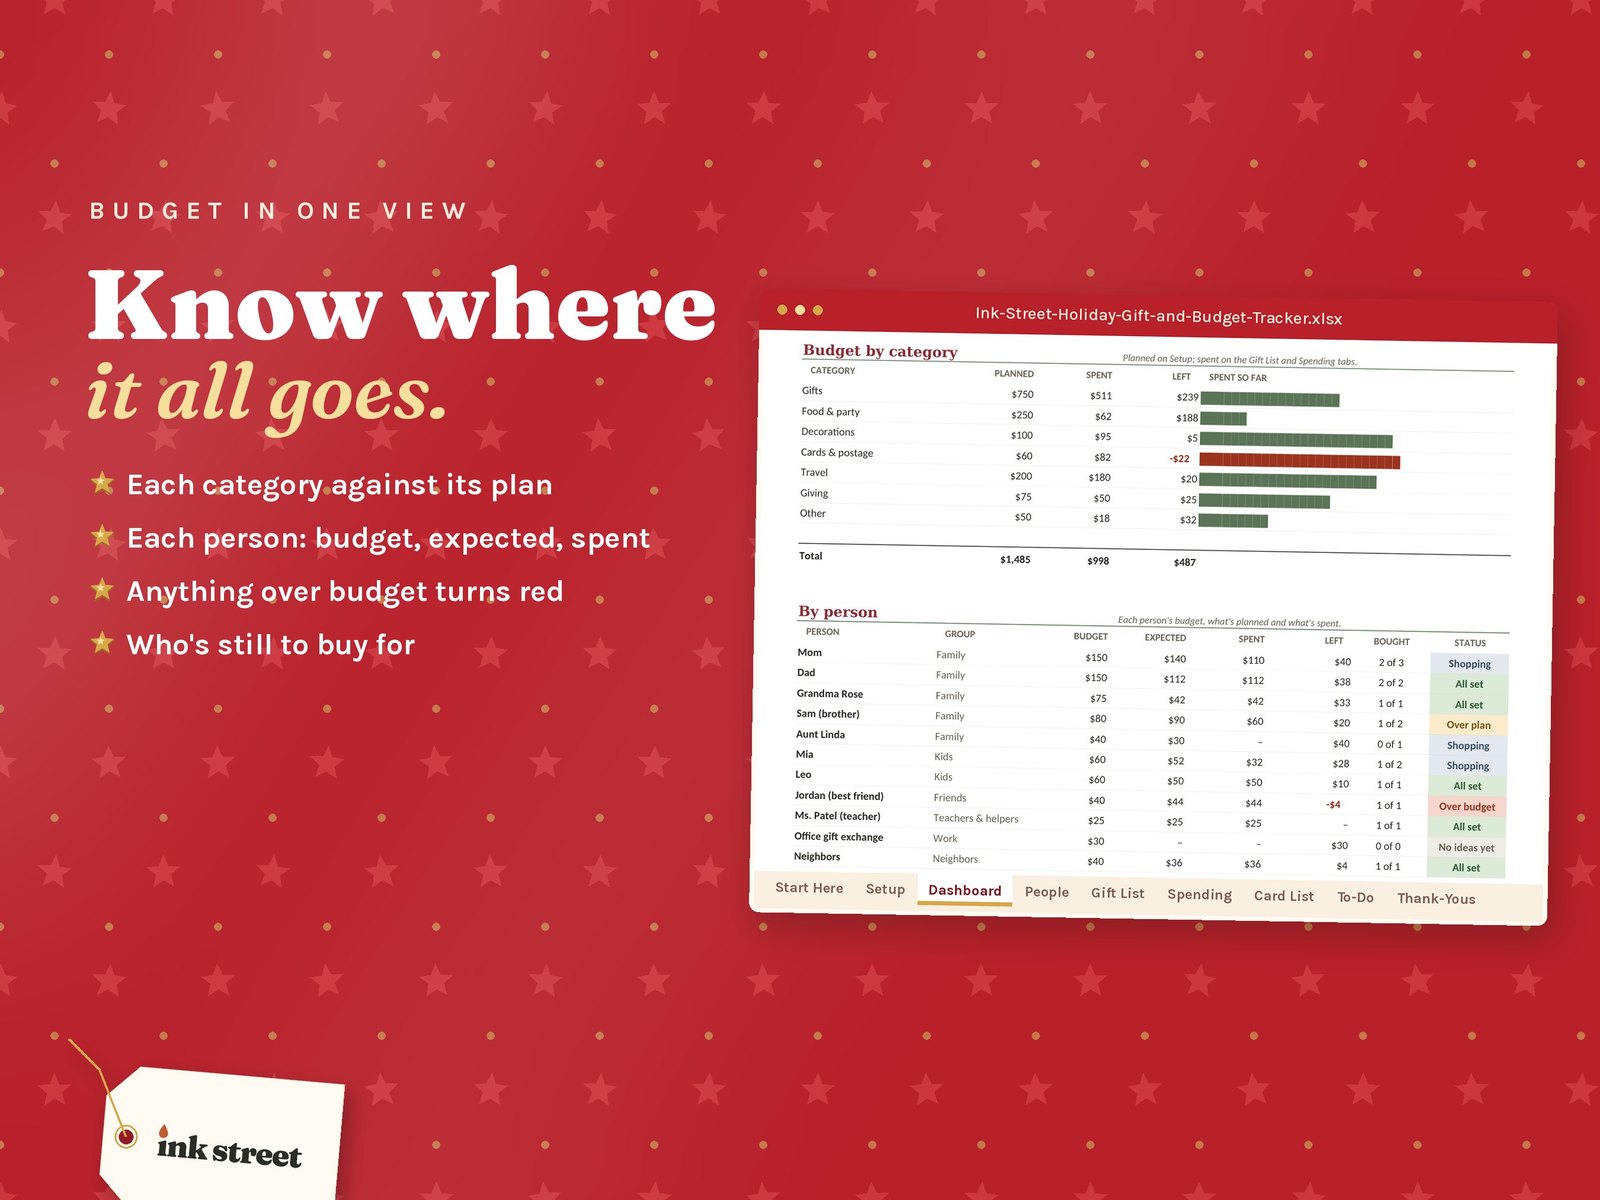 BUDGET IN ONE VIEW
Know where
it all goes.
Each category against its plan
Each person: budget, expected, spent
Anything over budget turns red
Who's still to buy for
Ink-Street-Holiday-Gift-and-Budget-Tracker.xlsx
Budget by category Planned on Setup; spent on the Gift List and Spending tabs.
CATEGORY PLANNED SPENT LEFT SPENT SO FAR
Gifts $750 $511 $239
Food & party $250 $62 $188
Decorations $100 $95 $5
Cards & postage $60 $82 -$22
Travel $200 $180 $20
Giving $75 $50 $25
Other $50 $18 $32
Total $1,485 $998 $487
By person Each person's budget, what's planned and what's spent.
PERSON GROUP BUDGET EXPECTED SPENT LEFT BOUGHT STATUS
Mom Family $150 $140 $110 $40 2 of 3 Shopping
Dad Family $150 $112 $112 $38 2 of 2 All set
Grandma Rose Family $75 $42 $42 $33 1 of 1 All set
Sam (brother) Family $80 $90 $60 $20 1 of 2 Over plan
Aunt Linda Family $40 $30 – $40 0 of 1 Shopping
Mia Kids $60 $52 $32 $28 1 of 2 Shopping
Leo Kids $60 $50 $50 $10 1 of 1 All set
Jordan (best friend) Friends $40 $44 $44 -$4 1 of 1 Over budget
Ms. Patel (teacher) Teachers & helpers $25 $25 $25 – 1 of 1 All set
Office gift exchange Work $30 – – $30 0 of 0 No ideas yet
Neighbors Neighbors $40 $36 $36 $4 1 of 1 All set
Start Here Setup Dashboard People Gift List Spending Card List To-Do Thank-Yous
ink street